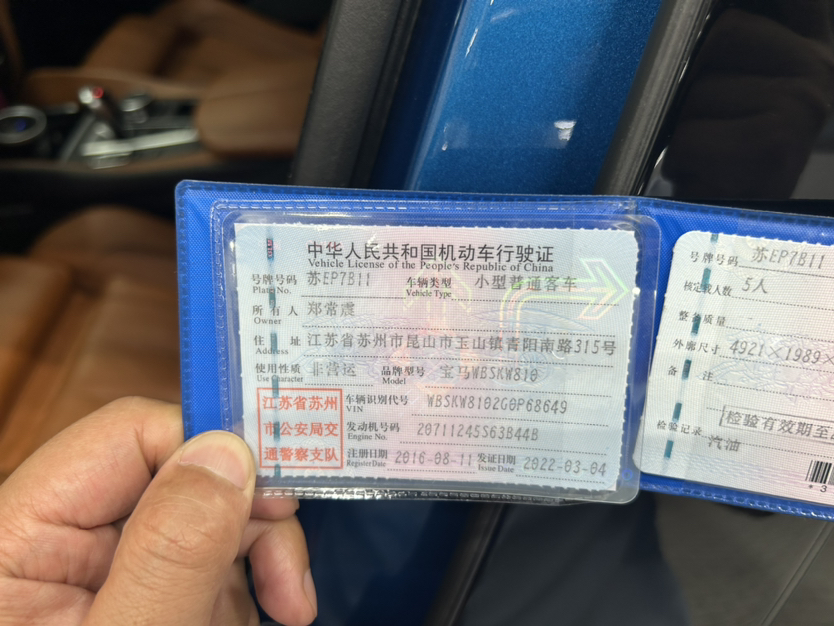 中华人民共和国机动车行驶证
Vehicle License of the People's Republic of China
号牌号码 苏EP7B11 车辆类型 小型普通客车
Plate No. Vehicle Type
所有人 郑常震
Owner
住址 江苏省苏州市昆山市玉山镇青阳南路315号
Address
使用性质 非营运 品牌型号 宝马WBSKW810
Use Character Model
江苏省苏州
市公安局交
通警察支队
车辆识别代号 WBSKW8102G0P68649
VIN
发动机号码 20711245S63B44B
Engine No.
注册日期 2016-08-11 发证日期 2022-03-04
Register Date Issue Date
号牌号码 苏EP7B11
核定载人数 5人
整备质量
外廓尺寸 4921×1989×
备注
检验有效期至
检验记录
汽油